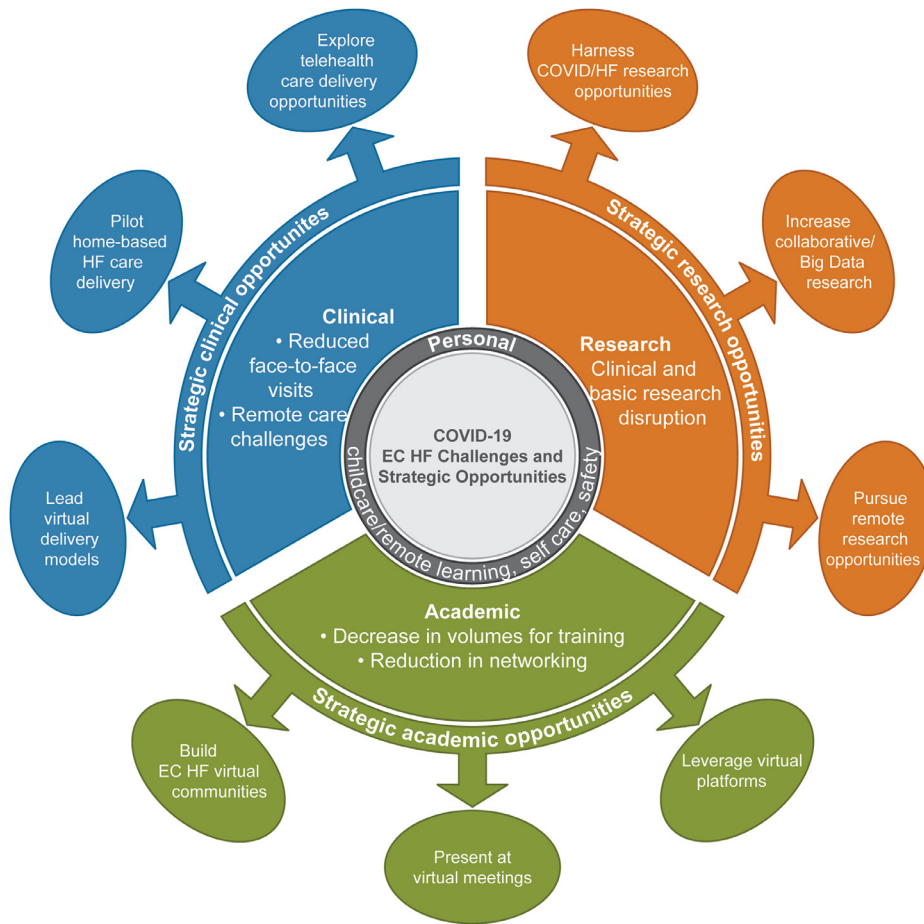 Explore
telehealth
care delivery
opportunities
Harness
COVID/HF research
opportunities
Pilot
home-based
HF care
delivery
Increase
collaborative/
Big Data
research
Strategic clinical opportunites
Strategic research opportunities
Clinical
• Reduced
face-to-face
visits
• Remote care
challenges
Research
Clinical and
basic research
disruption
Personal
childcare/remote learning, self care, safety
COVID-19
EC HF Challenges and
Strategic Opportunities
Lead
virtual
delivery
models
Pursue
remote
research
opportunities
Academic
• Decrease in volumes for training
• Reduction in networking
Strategic academic opportunities
Build
EC HF virtual
communities
Leverage virtual
platforms
Present at
virtual meetings